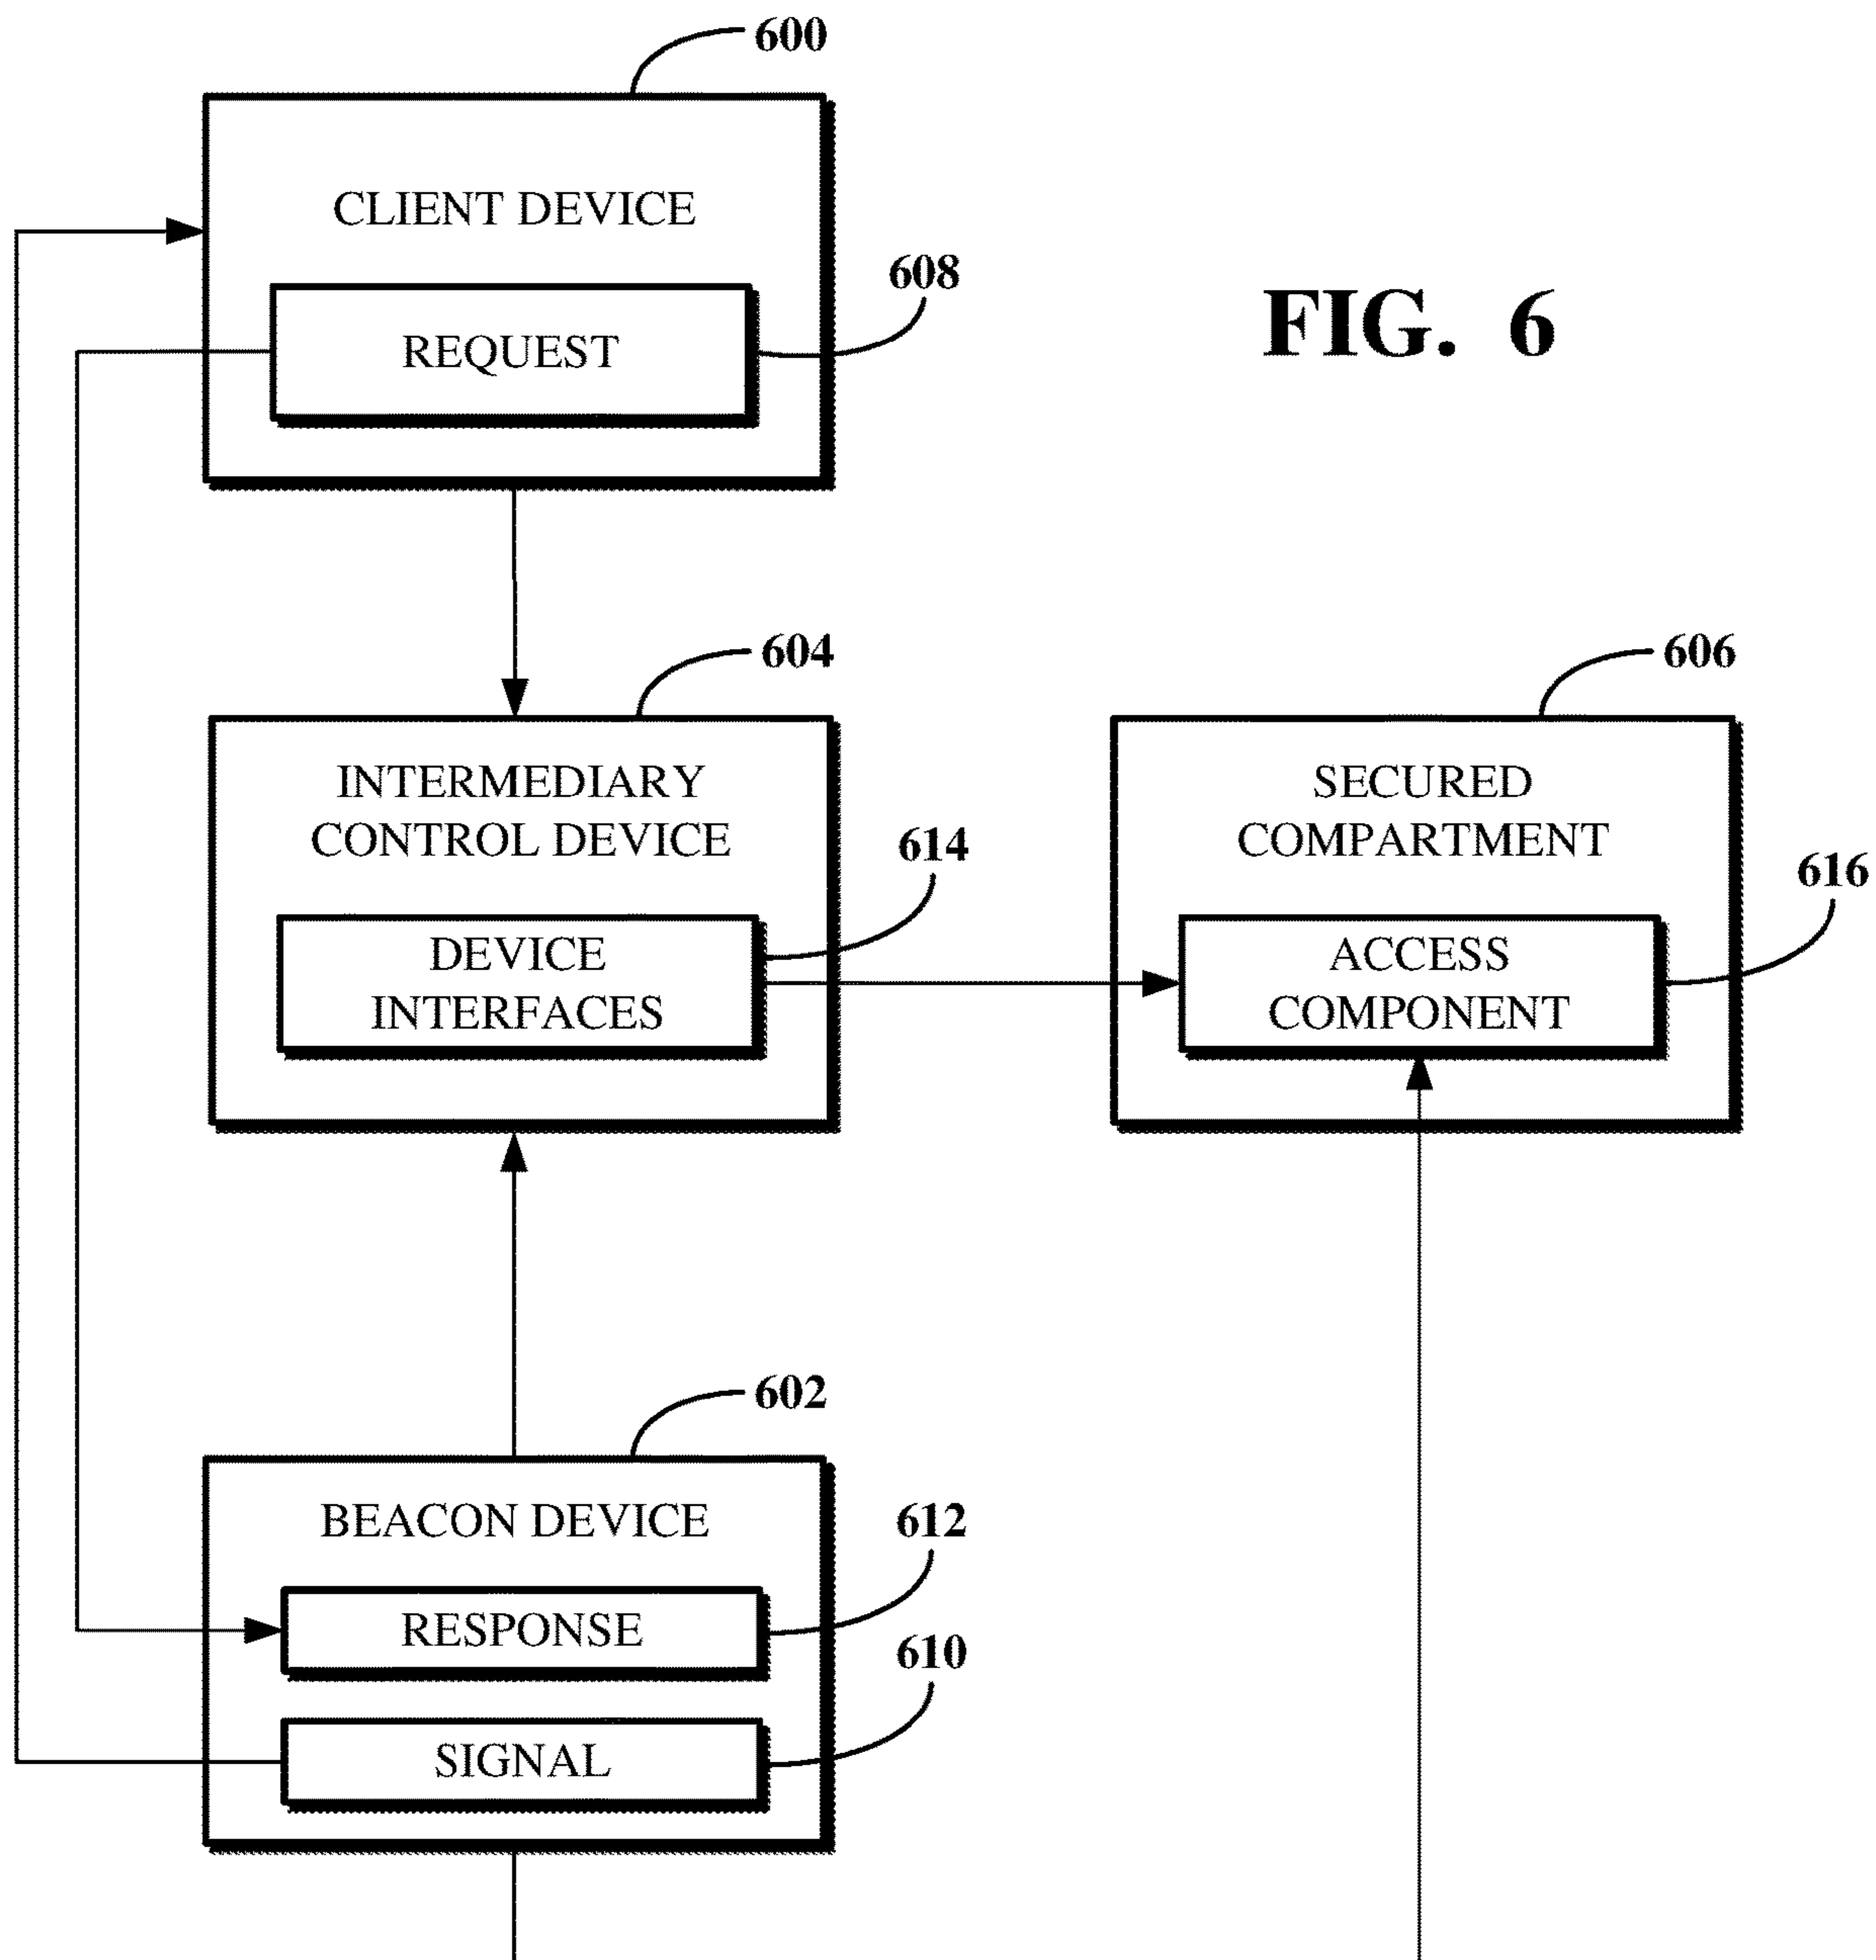 600
CLIENT DEVICE
608
REQUEST
FIG. 6
604
606
INTERMEDIARY
CONTROL DEVICE
614
SECURED
COMPARTMENT
616
DEVICE
INTERFACES
ACCESS
COMPONENT
602
BEACON DEVICE
612
RESPONSE
610
SIGNAL